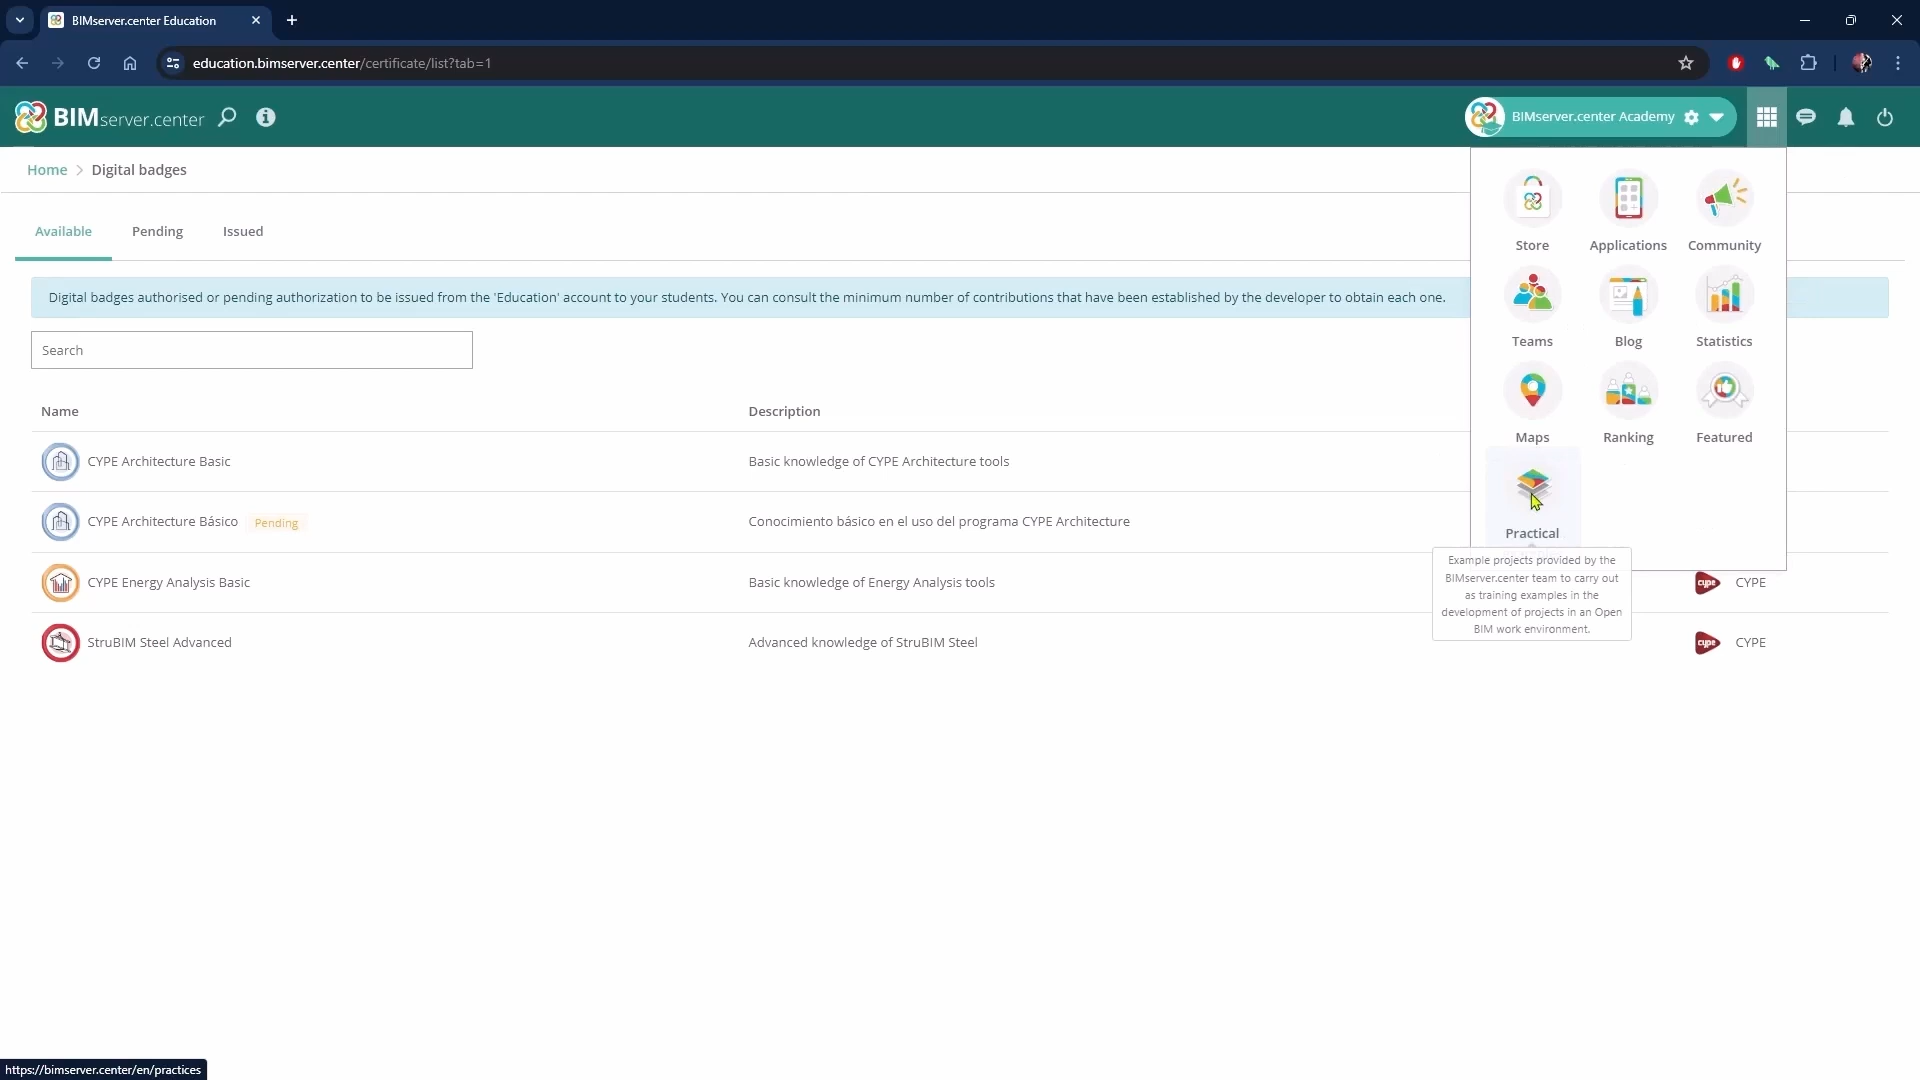 BIMserver.center Education
education.bimserver.center/certificate/list?tab=1
BIMserver.center
BIMserver.center Academy
Home > Digital badges
Available
Pending
Issued
Digital badges authorised or pending authorization to be issued from the 'Education' account to your students. You can consult the minimum number of contributions that have been established by the developer to obtain each one.
Search
Name
Description
CYPE Architecture Basic
Basic knowledge of CYPE Architecture tools
CYPE Architecture Básico
Pending
Conocimiento básico en el uso del programa CYPE Architecture
CYPE Energy Analysis Basic
Basic knowledge of Energy Analysis tools
cype
CYPE
StruBIM Steel Advanced
Advanced knowledge of StruBIM Steel
cype
CYPE
Store
Applications
Community
Teams
Blog
Statistics
Maps
Ranking
Featured
Practical
Example projects provided by the
BIMserver.center team to carry out
as training examples in the
development of projects in an Open
BIM work environment.
https://bimserver.center/en/practices